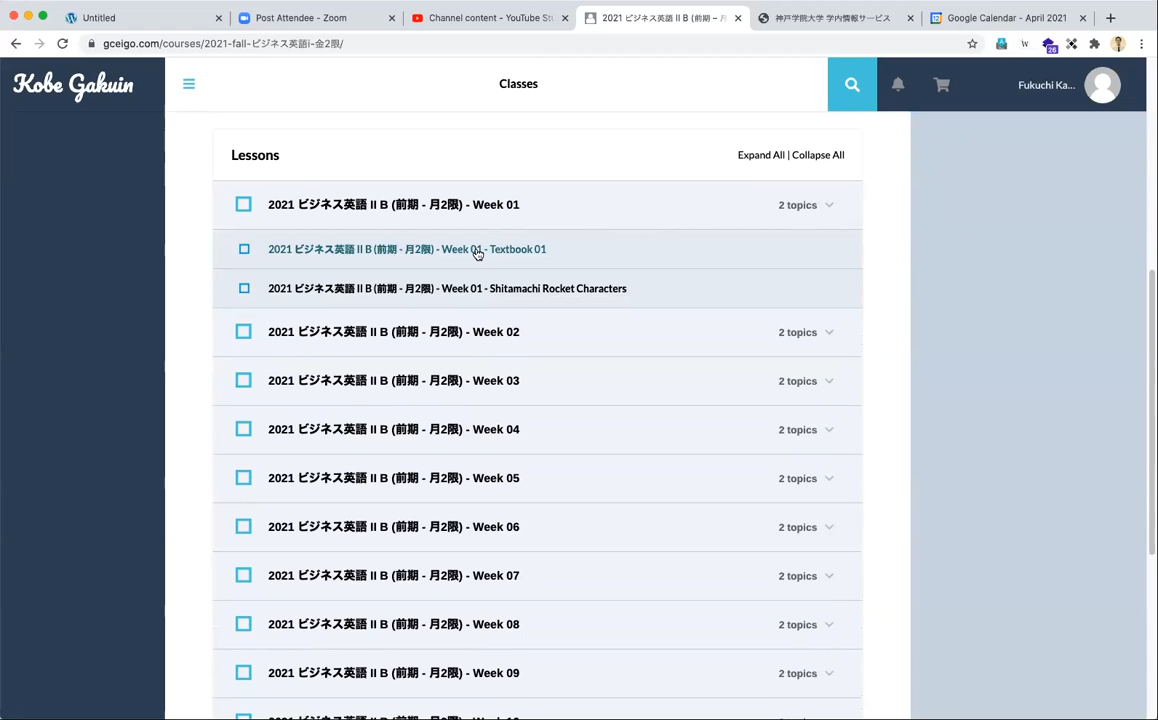 Untitled
Post Attendee - Zoom
Channel content - YouTube Stu
2021 ビジネス英語 II B (前期 – 月
神戸学院大学 学内情報サービス
Google Calendar - April 2021
gceigo.com/courses/2021-fall-ビジネス英語i-金2限/
26
Kobe Gakuin
Classes
Fukuchi Ka...
Lessons
Expand All | Collapse All
2021 ビジネス英語 II B (前期 - 月2限) - Week 01
2 topics
2021 ビジネス英語 II B (前期 - 月2限) - Week 01 - Textbook 01
2021 ビジネス英語 II B (前期 - 月2限) - Week 01 - Shitamachi Rocket Characters
2021 ビジネス英語 II B (前期 - 月2限) - Week 02
2 topics
2021 ビジネス英語 II B (前期 - 月2限) - Week 03
2 topics
2021 ビジネス英語 II B (前期 - 月2限) - Week 04
2 topics
2021 ビジネス英語 II B (前期 - 月2限) - Week 05
2 topics
2021 ビジネス英語 II B (前期 - 月2限) - Week 06
2 topics
2021 ビジネス英語 II B (前期 - 月2限) - Week 07
2 topics
2021 ビジネス英語 II B (前期 - 月2限) - Week 08
2 topics
2021 ビジネス英語 II B (前期 - 月2限) - Week 09
2 topics